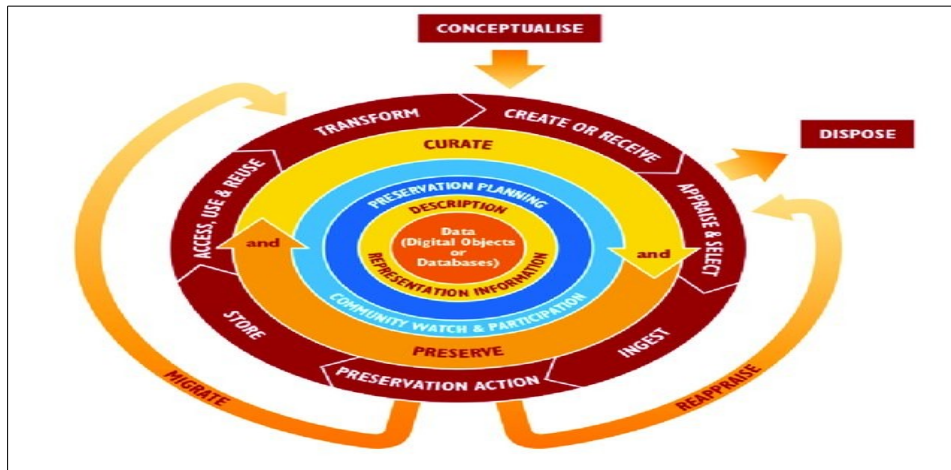 CONCEPTUALISE
CREATE OR RECEIVE
DISPOSE
APPRAISE & SELECT
INGEST
PRESERVATION ACTION
STORE
ACCESS, USE & REUSE
TRANSFORM
CURATE
and
PRESERVE
and
PRESERVATION PLANNING
COMMUNITY WATCH & PARTICIPATION
DESCRIPTION
REPRESENTATION INFORMATION
Data
(Digital Objects
or
Databases)
MIGRATE
REAPPRAISE